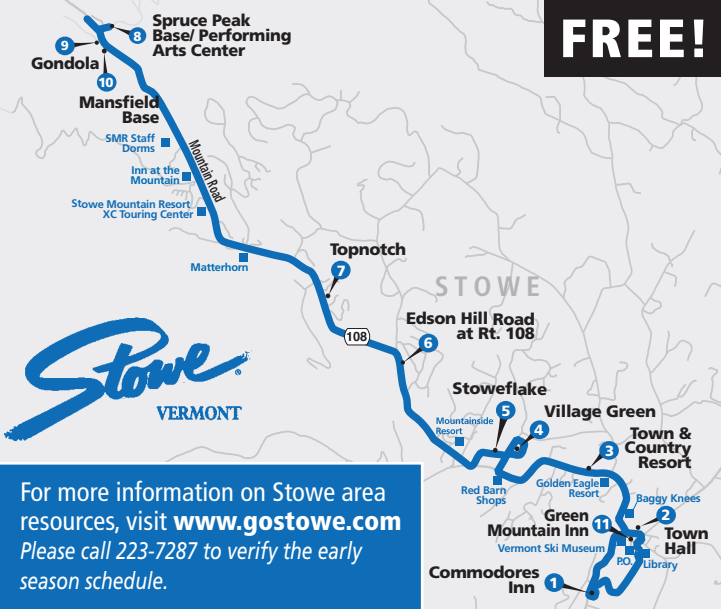 FREE!
Spruce Peak
Base/ Performing
Arts Center
8
9
Gondola
10
Mansfield
Base
SMR Staff
Dorms
Inn at the
Mountain
Mountain Road
Stowe Mountain Resort
XC Touring Center
Matterhorn
Topnotch
7
STOWE
108
Edson Hill Road
at Rt. 108
6
Stowe
VERMONT
Stoweflake
5
Village Green
4
Mountainside
Resort
Town &
Country
Resort
3
Red Barn
Shops
Golden Eagle
Resort
Baggy Knees
Green
Mountain Inn
11
2
Town
Hall
Vermont Ski Museum
P.O.
Library
Commodores
Inn
1
For more information on Stowe area
resources, visit www.gostowe.com
Please call 223-7287 to verify the early
season schedule.